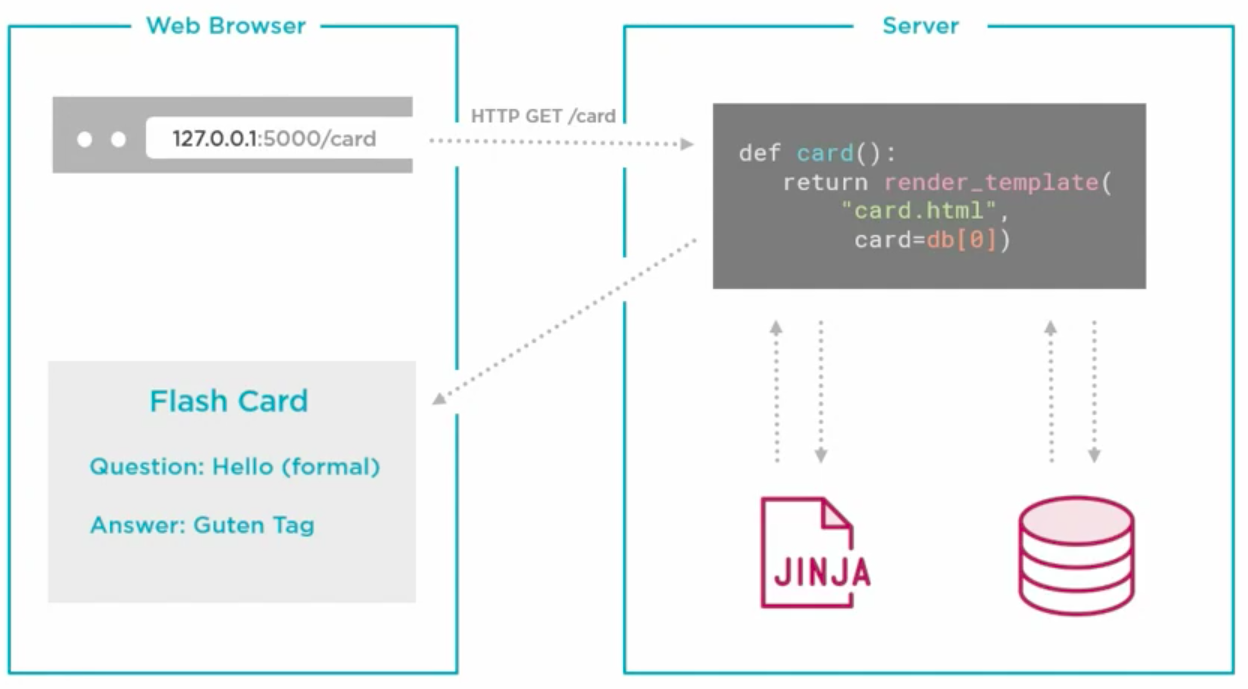 Web Browser
Server
127.0.0.1:5000/card
HTTP GET /card
def card():
return render_template(
"card.html",
card=db[0])
Flash Card
Question: Hello (formal)
Answer: Guten Tag
JINJA